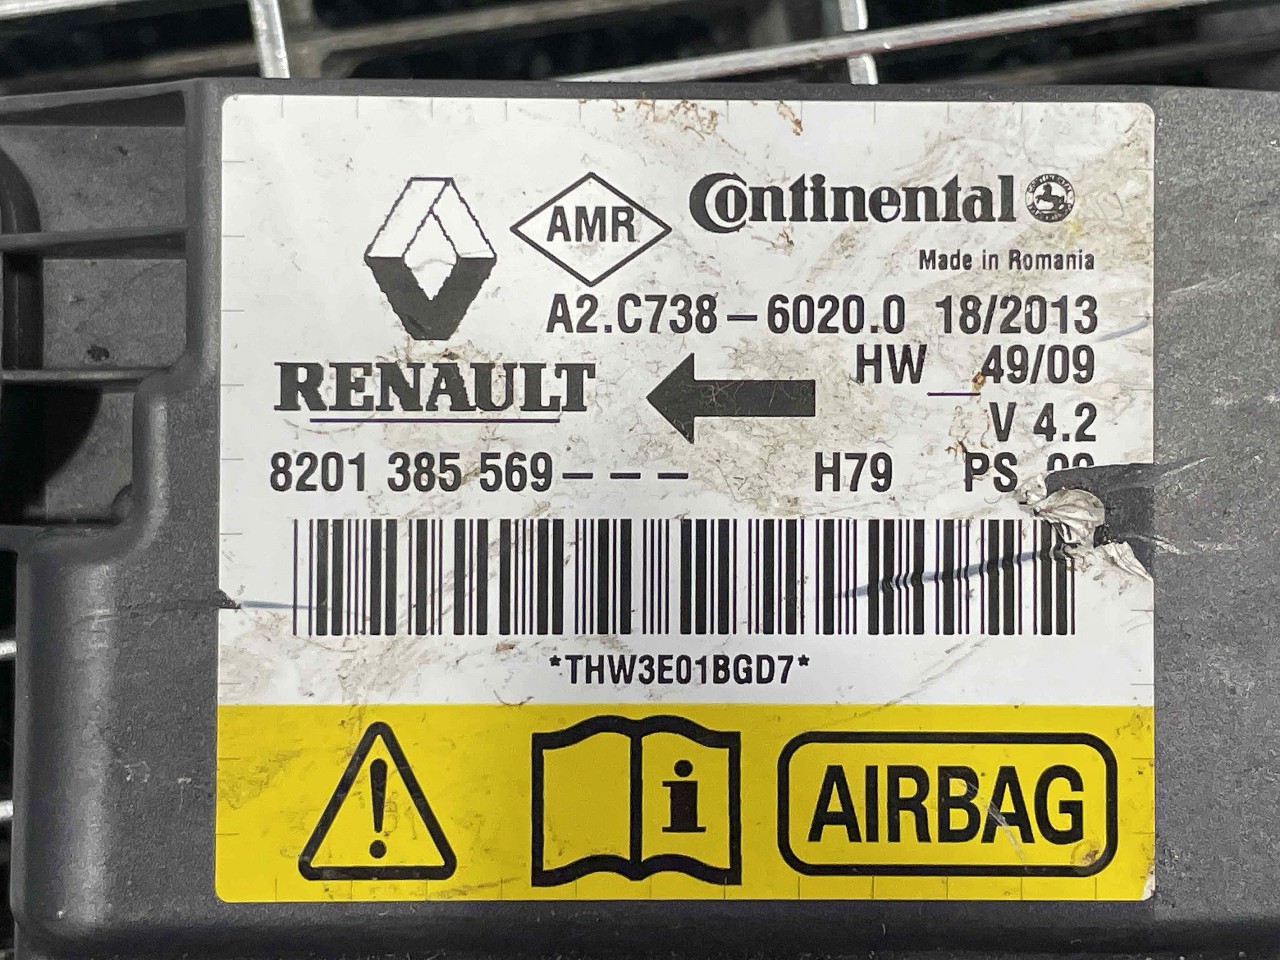 AMR
Continental
Made in Romania
A2.C738-6020.0 18/2013
RENAULT
HW _ 49/09
V 4.2
8201 385 569--- H79 PS
*THW3E01BGD7*
i
AIRBAG